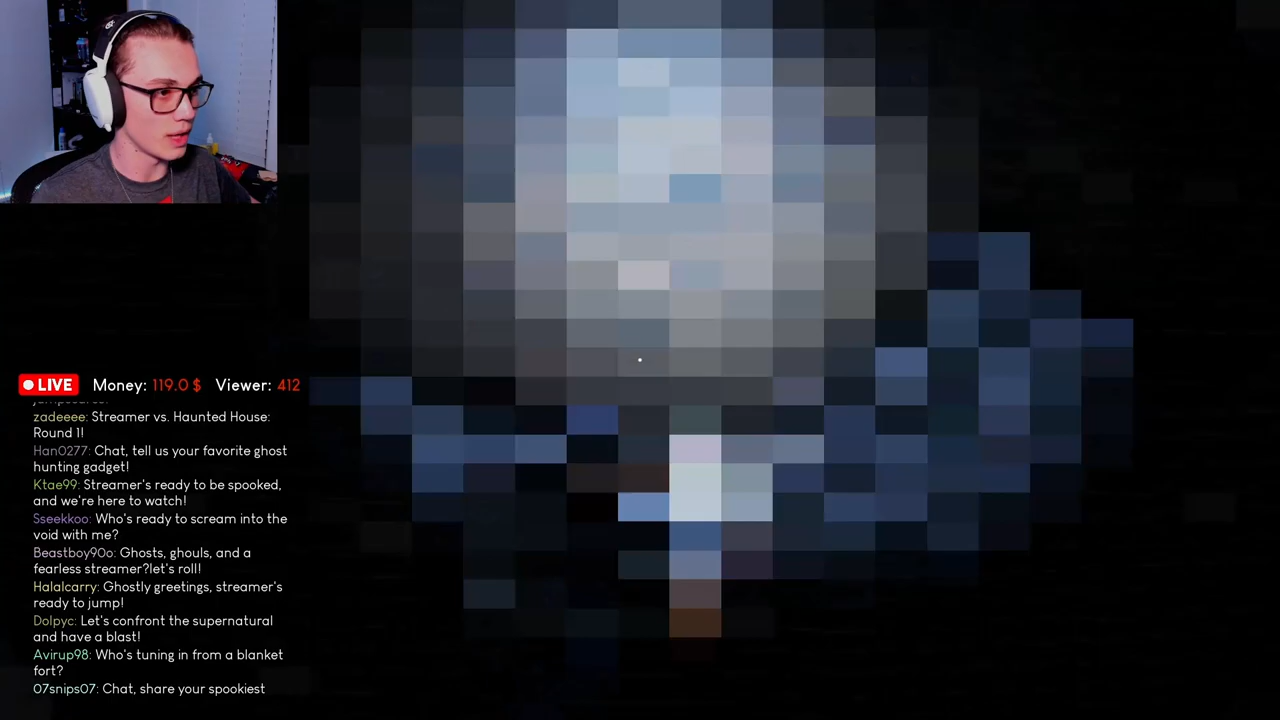 LIVE Money: 119.0 $ Viewer: 412
jumpscares!
zadeeee: Streamer vs. Haunted House:
Round 1!
Han0277: Chat, tell us your favorite ghost
hunting gadget!
Ktae99: Streamer's ready to be spooked,
and we're here to watch!
Sseekkoo: Who's ready to scream into the
void with me?
Beastboy90o: Ghosts, ghouls, and a
fearless streamer?let's roll!
Halalcarry: Ghostly greetings, streamer's
ready to jump!
Dolpyc: Let's confront the supernatural
and have a blast!
Avirup98: Who's tuning in from a blanket
fort?
07snips07: Chat, share your spookiest